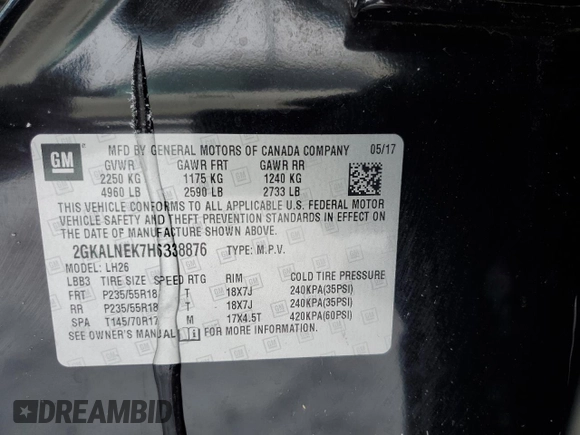 GM
MFD BY GENERAL MOTORS OF CANADA COMPANY 05/17
GVWR GAWR FRT GAWR RR
2250 KG 1175 KG 1240 KG
4960 LB 2590 LB 2733 LB
THIS VEHICLE CONFORMS TO ALL APPLICABLE U.S. FEDERAL MOTOR
VEHICLE SAFETY AND THEFT PREVENTION STANDARDS IN EFFECT ON
THE DATE OF MANUFACTURE SHOWN ABOVE.
2GKALNEK7H6338876 TYPE: M.P.V.
MODEL: LH26
LBB3 TIRE SIZE SPEED RTG RIM COLD TIRE PRESSURE
FRT P235/55R18 T 18X7J 240KPA(35PSI)
RR P235/55R18 T 18X7J 240KPA(35PSI)
SPA T145/70R17 M 17X4.5T 420KPA(60PSI)
SEE OWNER'S MANUAL FOR MORE INFORMATION.
DREAMBID